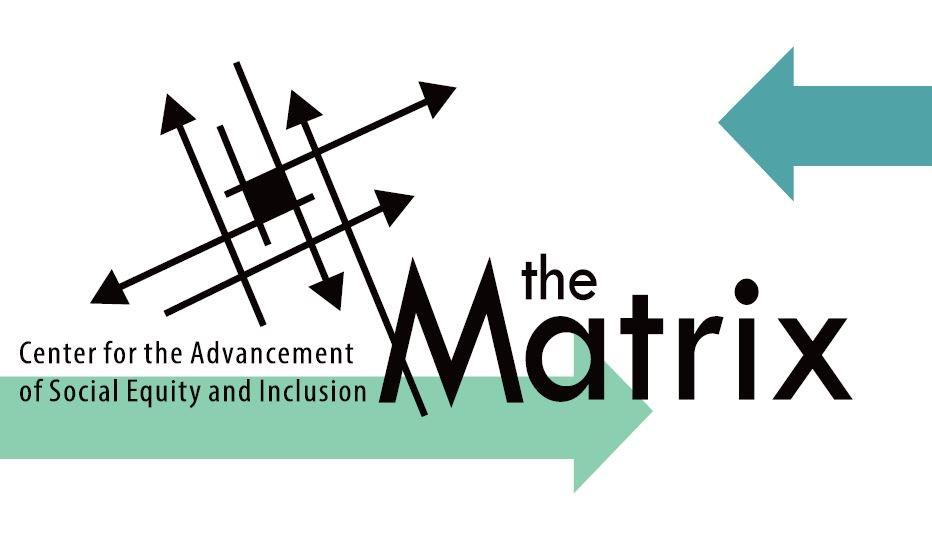 the
Matrix
Center for the Advancement
of Social Equity and Inclusion